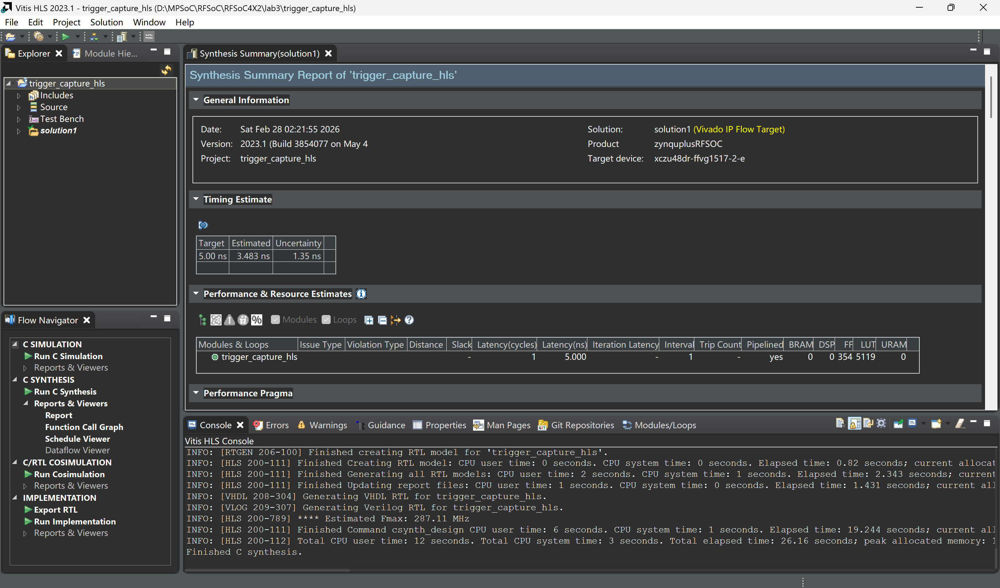 Vitis HLS 2023.1 - trigger_capture_hls (D:\MPSoC\RFSoC\RFSoC4X2\lab3\trigger_capture_hls)
File Edit Project Solution Window Help
Explorer Module Hie...
trigger_capture_hls
Includes
Source
Test Bench
solution1
Flow Navigator
C SIMULATION
Run C Simulation
Reports & Viewers
C SYNTHESIS
Run C Synthesis
Reports & Viewers
Report
Function Call Graph
Schedule Viewer
Dataflow Viewer
C/RTL COSIMULATION
Run Cosimulation
Reports & Viewers
IMPLEMENTATION
Export RTL
Run Implementation
Reports & Viewers
Synthesis Summary(solution1)
Synthesis Summary Report of 'trigger_capture_hls'
General Information
Date: Sat Feb 28 02:21:55 2026 Solution: solution1 (Vivado IP Flow Target)
Version: 2023.1 (Build 3854077 on May 4 Product zynquplusRFSOC
Project: trigger_capture_hls Target device: xczu48dr-ffvg1517-2-e
Timing Estimate
Target Estimated Uncertainty
5.00 ns 3.483 ns 1.35 ns
Performance & Resource Estimates
% Modules Loops
Modules & Loops Issue Type Violation Type Distance Slack Latency(cycles) Latency(ns) Iteration Latency Interval Trip Count Pipelined BRAM DSP FF LUT URAM
trigger_capture_hls - 1 5.000 - 1 - yes 0 0 354 5119 0
Performance Pragma
Console Errors Warnings Guidance Properties Man Pages GIT Git Repositories Modules/Loops
Vitis HLS Console
INFO: [RTGEN 206-100] Finished creating RTL model for 'trigger_capture_hls'.
INFO: [HLS 200-111] Finished Creating RTL model: CPU user time: 0 seconds. CPU system time: 0 seconds. Elapsed time: 0.82 seconds; current allocat
INFO: [HLS 200-111] Finished Generating all RTL models: CPU user time: 2 seconds. CPU system time: 1 seconds. Elapsed time: 2.343 seconds; current
INFO: [HLS 200-111] Finished Updating report files: CPU user time: 1 seconds. CPU system time: 0 seconds. Elapsed time: 1.431 seconds; current all
INFO: [VHDL 208-304] Generating VHDL RTL for trigger_capture_hls.
INFO: [VLOG 209-307] Generating Verilog RTL for trigger_capture_hls.
INFO: [HLS 200-789] **** Estimated Fmax: 287.11 MHz
INFO: [HLS 200-111] Finished Command csynth_design CPU user time: 6 seconds. CPU system time: 1 seconds. Elapsed time: 19.244 seconds; current all
INFO: [HLS 200-112] Total CPU user time: 12 seconds. Total CPU system time: 3 seconds. Total elapsed time: 26.16 seconds; peak allocated memory: 1
Finished C synthesis.